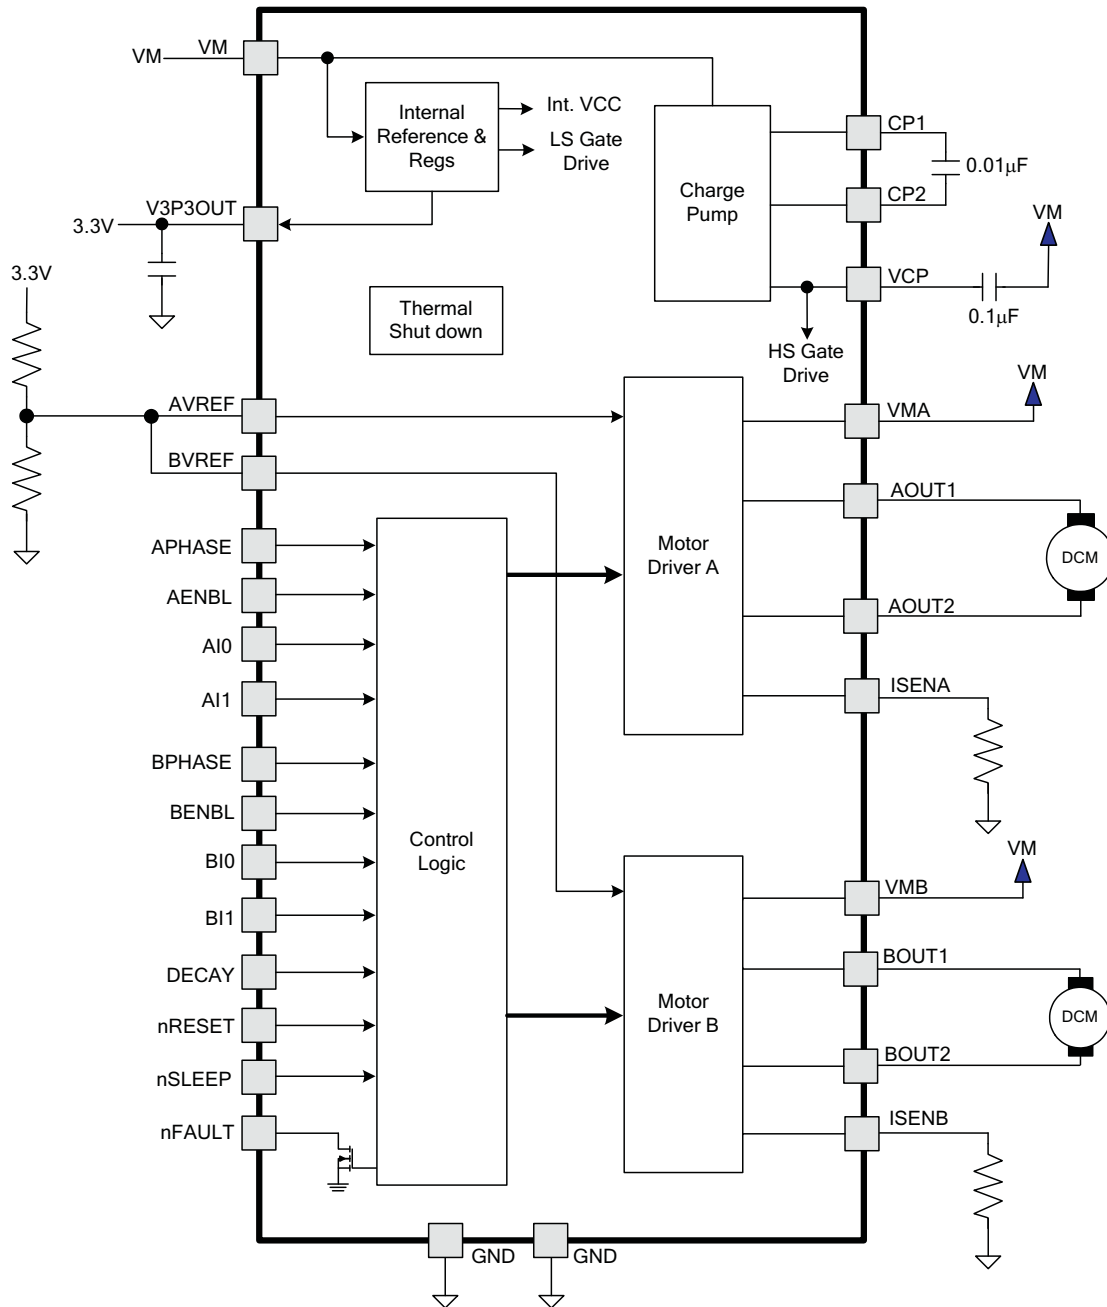 VM
VM
Internal
Reference &
Regs
Int. VCC
LS Gate
Drive
Charge
Pump
CP1
0.01µF
CP2
VM
VCP
0.1µF
HS Gate
Drive
V3P3OUT
3.3V
3.3V
Thermal
Shut down
AVREF
BVREF
APHASE
AENBL
AI0
AI1
BPHASE
BENBL
BI0
BI1
DECAY
nRESET
nSLEEP
nFAULT
Control
Logic
Motor
Driver A
VM
VMA
AOUT1
DCM
AOUT2
ISENA
Motor
Driver B
VM
VMB
BOUT1
DCM
BOUT2
ISENB
GND
GND